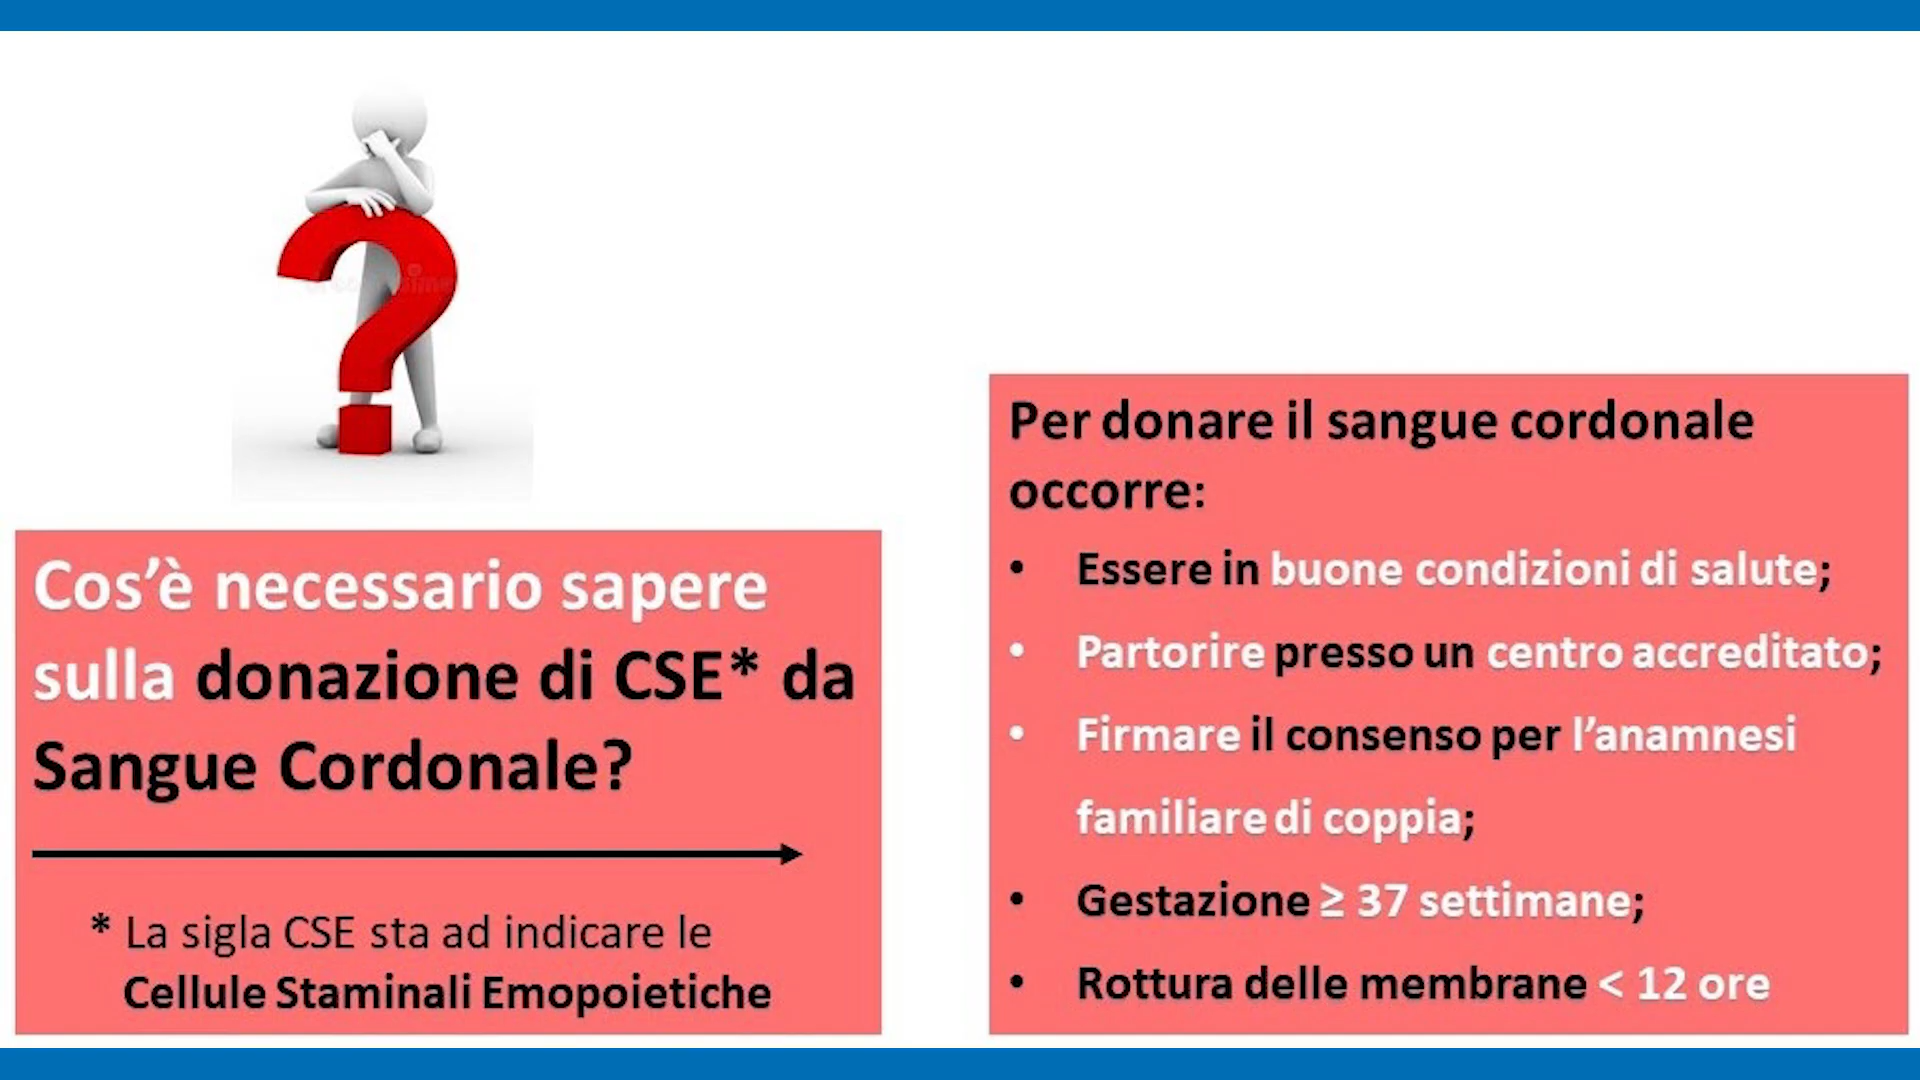 Cos’è necessario sapere
sulla donazione di CSE* da
Sangue Cordonale?
* La sigla CSE sta ad indicare le
Cellule Staminali Emopoietiche
Per donare il sangue cordonale
occorre:
• Essere in buone condizioni di salute;
• Partorire presso un centro accreditato;
• Firmare il consenso per l’anamnesi
familiare di coppia;
• Gestazione ≥ 37 settimane;
• Rottura delle membrane < 12 ore